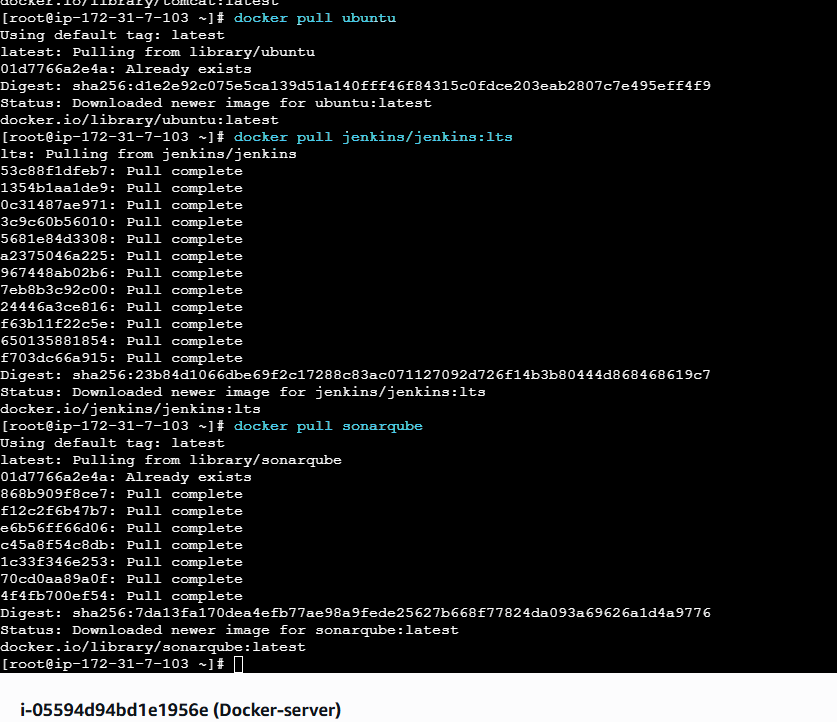 docker.io/library/tomcat:latest
[root@ip-172-31-7-103 ~]# docker pull ubuntu
Using default tag: latest
latest: Pulling from library/ubuntu
01d7766a2e4a: Already exists
Digest: sha256:d1e2e92c075e5ca139d51a140fff46f84315c0fdce203eab2807c7e495eff4f9
Status: Downloaded newer image for ubuntu:latest
docker.io/library/ubuntu:latest
[root@ip-172-31-7-103 ~]# docker pull jenkins/jenkins:lts
lts: Pulling from jenkins/jenkins
53c88f1dfeb7: Pull complete
1354b1aa1de9: Pull complete
0c31487ae971: Pull complete
3c9c60b56010: Pull complete
5681e84d3308: Pull complete
a2375046a225: Pull complete
967448ab02b6: Pull complete
7eb8b3c92c00: Pull complete
24446a3ce816: Pull complete
f63b11f22c5e: Pull complete
650135881854: Pull complete
f703dc66a915: Pull complete
Digest: sha256:23b84d1066dbe69f2c17288c83ac071127092d726f14b3b80444d868468619c7
Status: Downloaded newer image for jenkins/jenkins:lts
docker.io/jenkins/jenkins:lts
[root@ip-172-31-7-103 ~]# docker pull sonarqube
Using default tag: latest
latest: Pulling from library/sonarqube
01d7766a2e4a: Already exists
868b909f8ce7: Pull complete
f12c2f6b47b7: Pull complete
e6b56ff66d06: Pull complete
c45a8f54c8db: Pull complete
1c33f346e253: Pull complete
70cd0aa89a0f: Pull complete
4f4fb700ef54: Pull complete
Digest: sha256:7da13fa170dea4efb77ae98a9fede25627b668f77824da093a69626a1d4a9776
Status: Downloaded newer image for sonarqube:latest
docker.io/library/sonarqube:latest
[root@ip-172-31-7-103 ~]#
i-05594d94bd1e1956e (Docker-server)